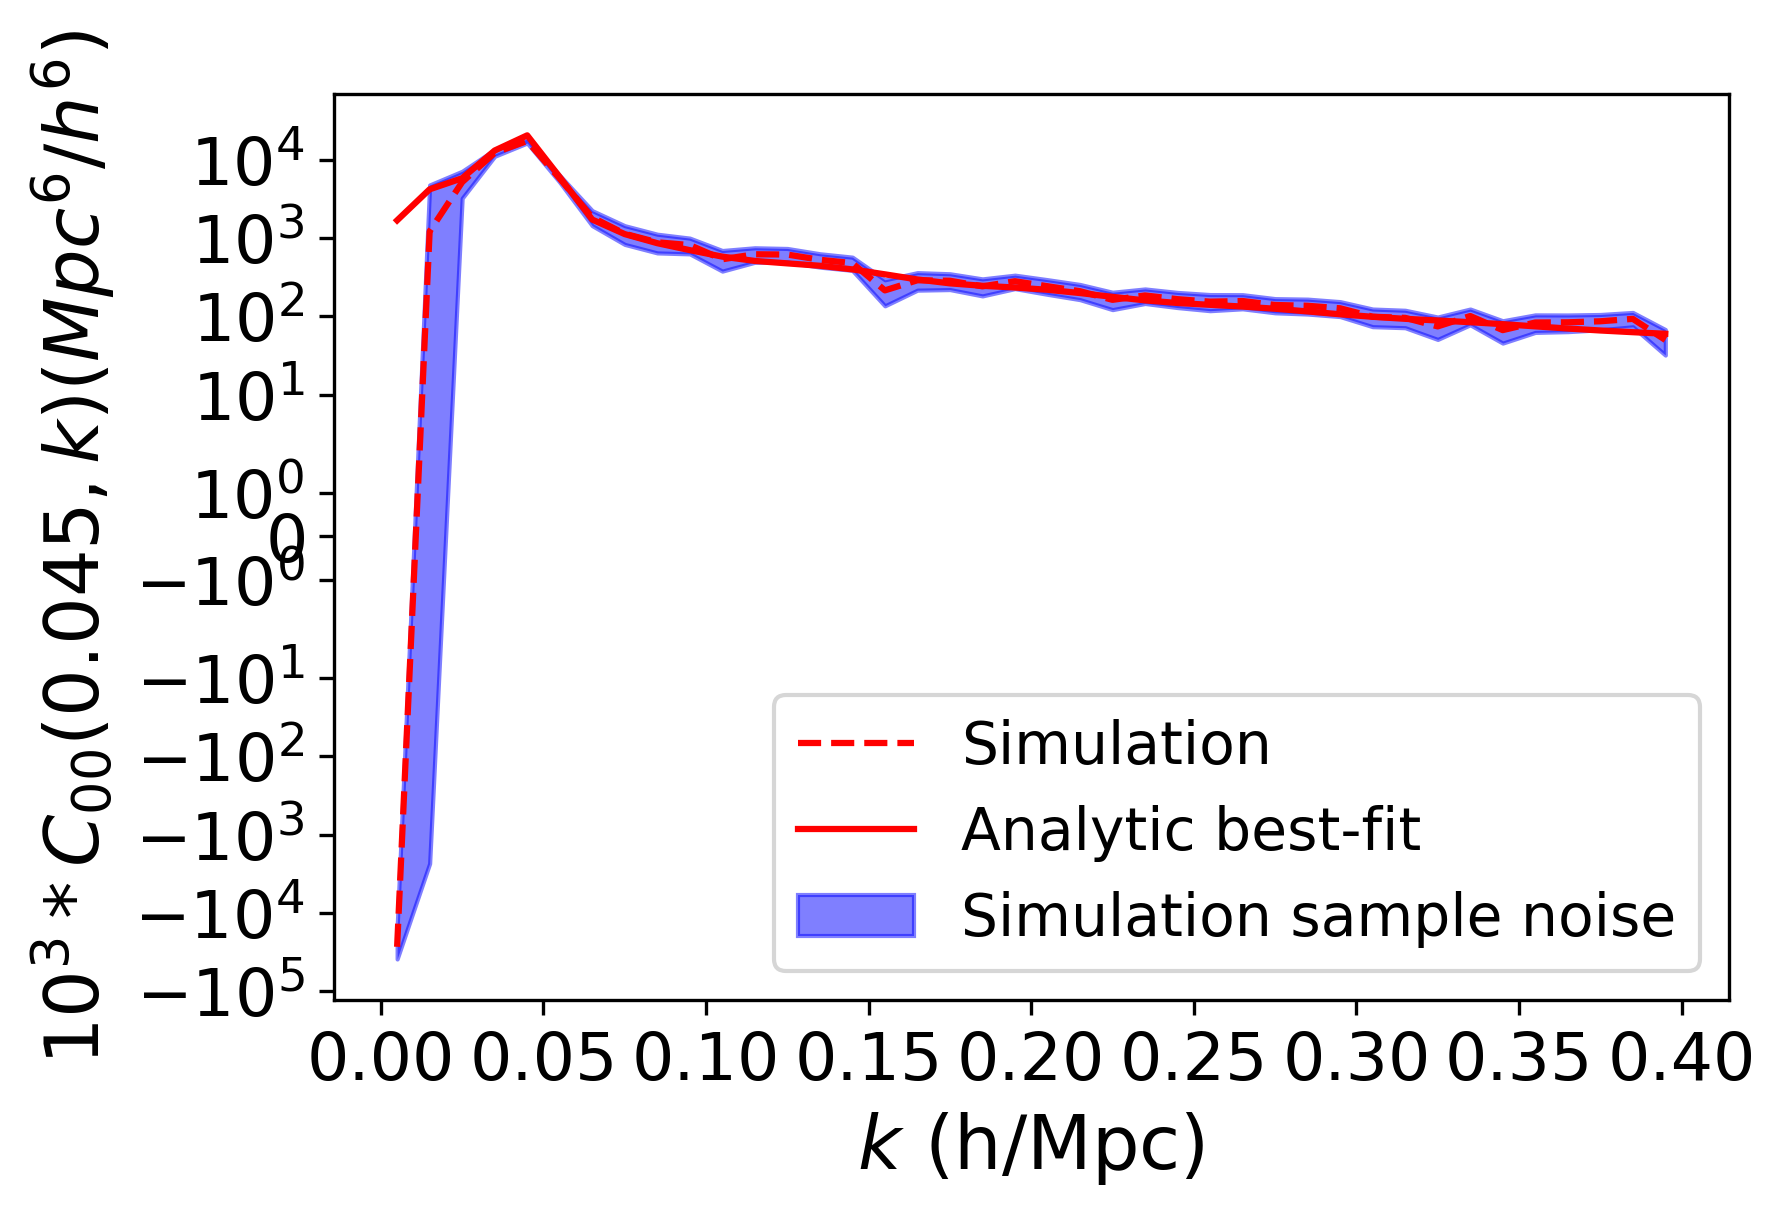 10^3 * C_00(0.045, k)(Mpc^6/h^6)
10^4
10^3
10^2
10^1
10^0
0
−10^0
−10^1
−10^2
−10^3
−10^4
−10^5
Simulation
Analytic best-fit
Simulation sample noise
0.00 0.05 0.10 0.15 0.20 0.25 0.30 0.35 0.40
k (h/Mpc)